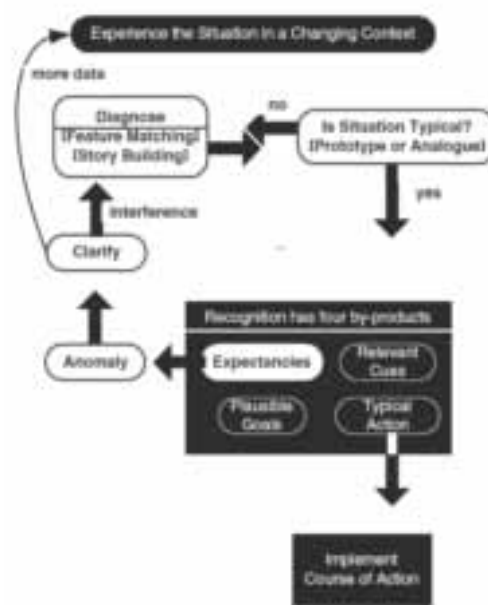 Experience the Situation in a Changing Context
more data
no
Diagnose
[Feature Matching]
[Story Building]
Is Situation Typical?
[Prototype or Analogue]
yes
Interference
Clarify
Recognition has four by-products
Anomaly
Expectancies
Relevant
Cues
Plausible
Goals
Typical
Action
Implement
Course of Action